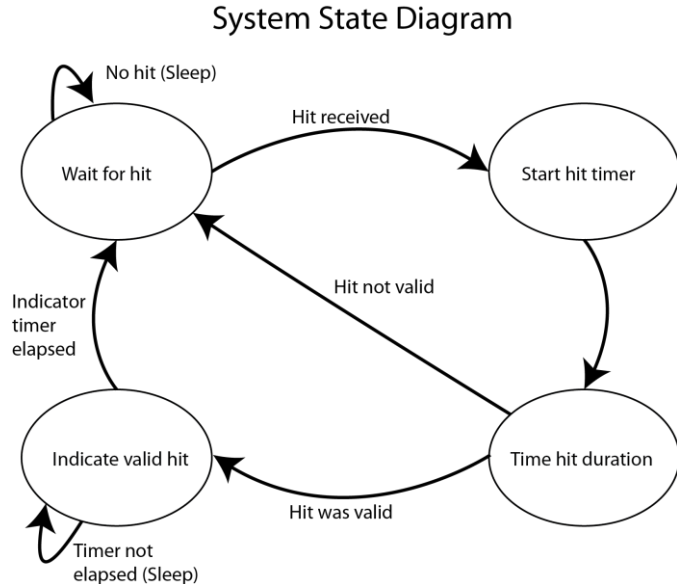 System State Diagram
No hit (Sleep)
Hit received
Wait for hit
Start hit timer
Hit not valid
Indicator
timer
elapsed
Indicate valid hit
Time hit duration
Hit was valid
Timer not
elapsed (Sleep)